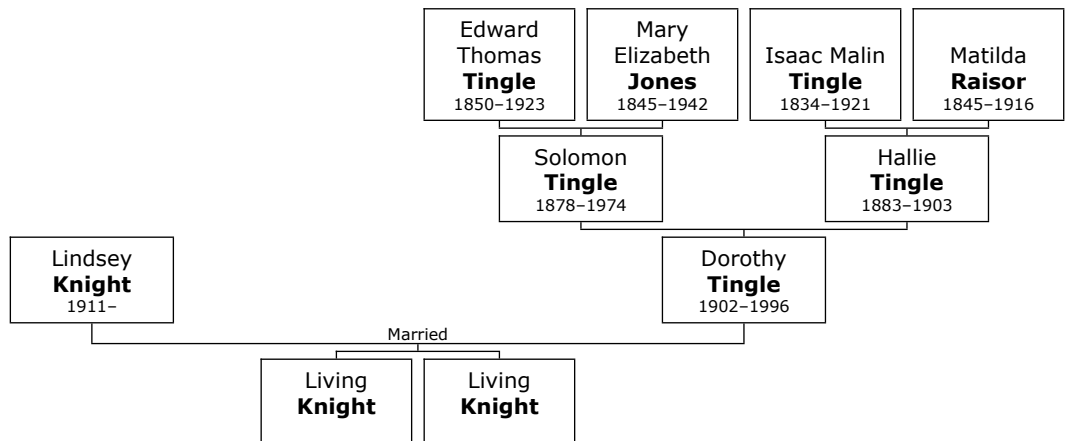 Edward
Thomas
Tingle
1850–1923
Mary
Elizabeth
Jones
1845–1942
Isaac Malin
Tingle
1834–1921
Matilda
Raisor
1845–1916
Solomon
Tingle
1878–1974
Hallie
Tingle
1883–1903
Lindsey
Knight
1911–
Dorothy
Tingle
1902–1996
Married
Living
Knight
Living
Knight